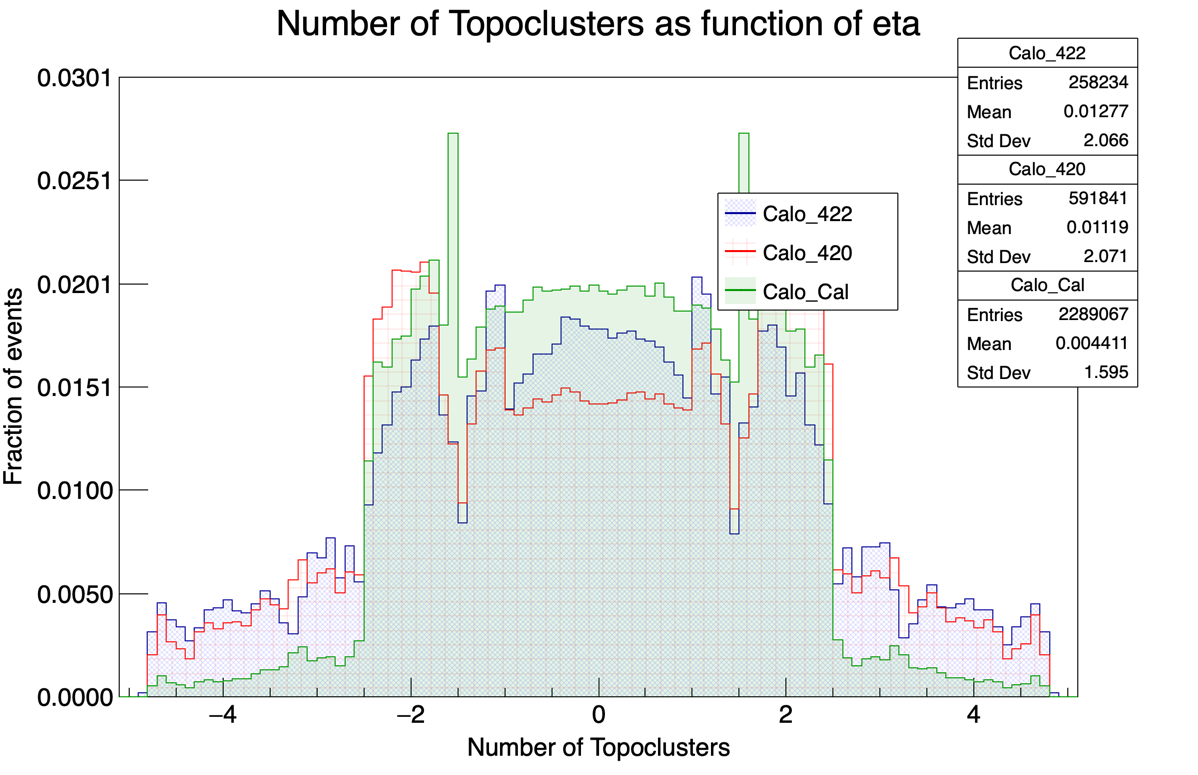 Number of Topoclusters as function of eta
Calo_422
Entries 258234
Mean 0.01277
Std Dev 2.066
Calo_420
Entries 591841
Mean 0.01119
Std Dev 2.071
Calo_Cal
Entries 2289067
Mean 0.004411
Std Dev 1.595
Calo_422
Calo_420
Calo_Cal
Fraction of events
0.0301
0.0251
0.0201
0.0151
0.0100
0.0050
0.0000
−4 −2 0 2 4
Number of Topoclusters